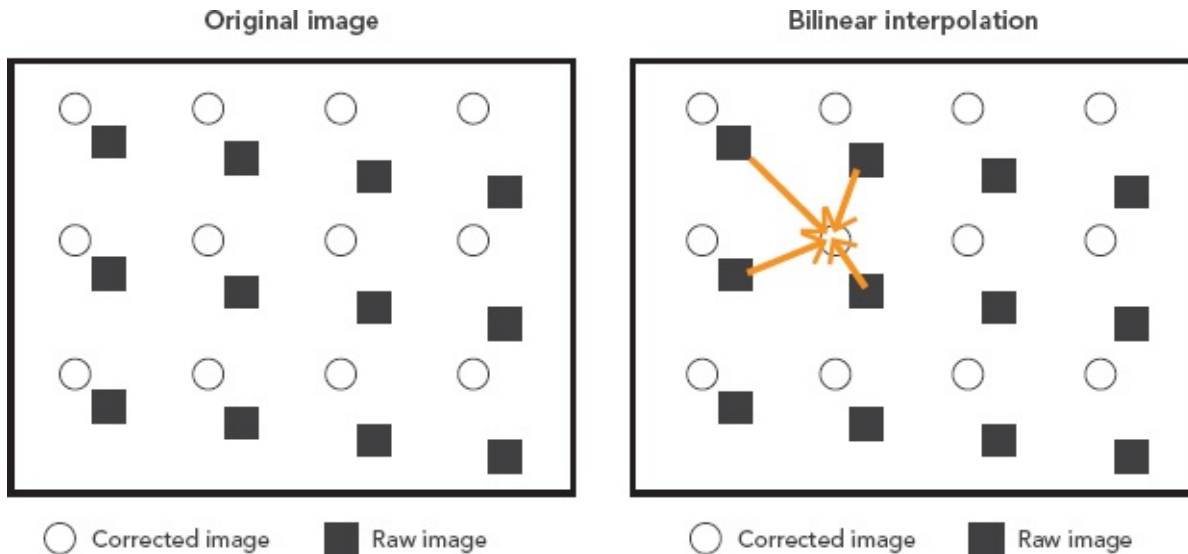 Original image
Bilinear interpolation
Corrected image
Raw image
Corrected image
Raw image